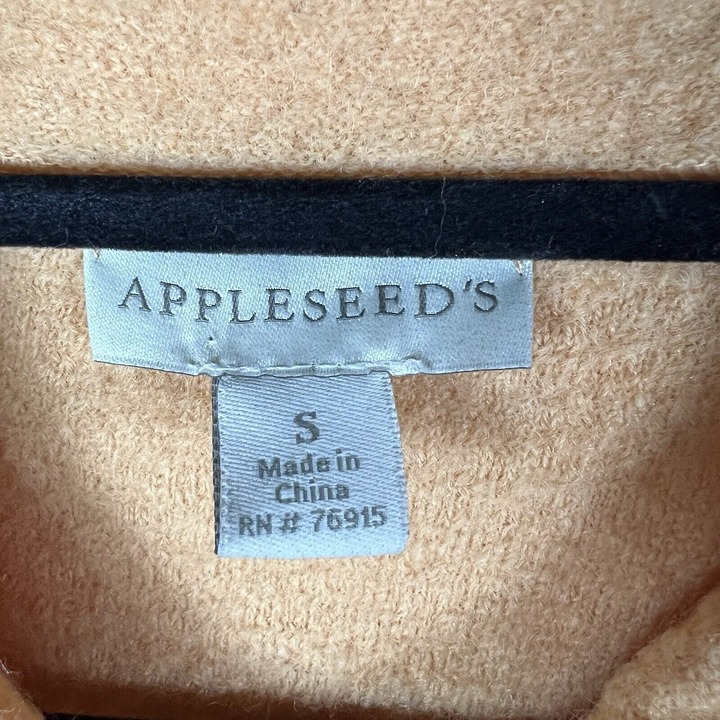 APPLESEED'S
S
Made in
China
RN # 76915